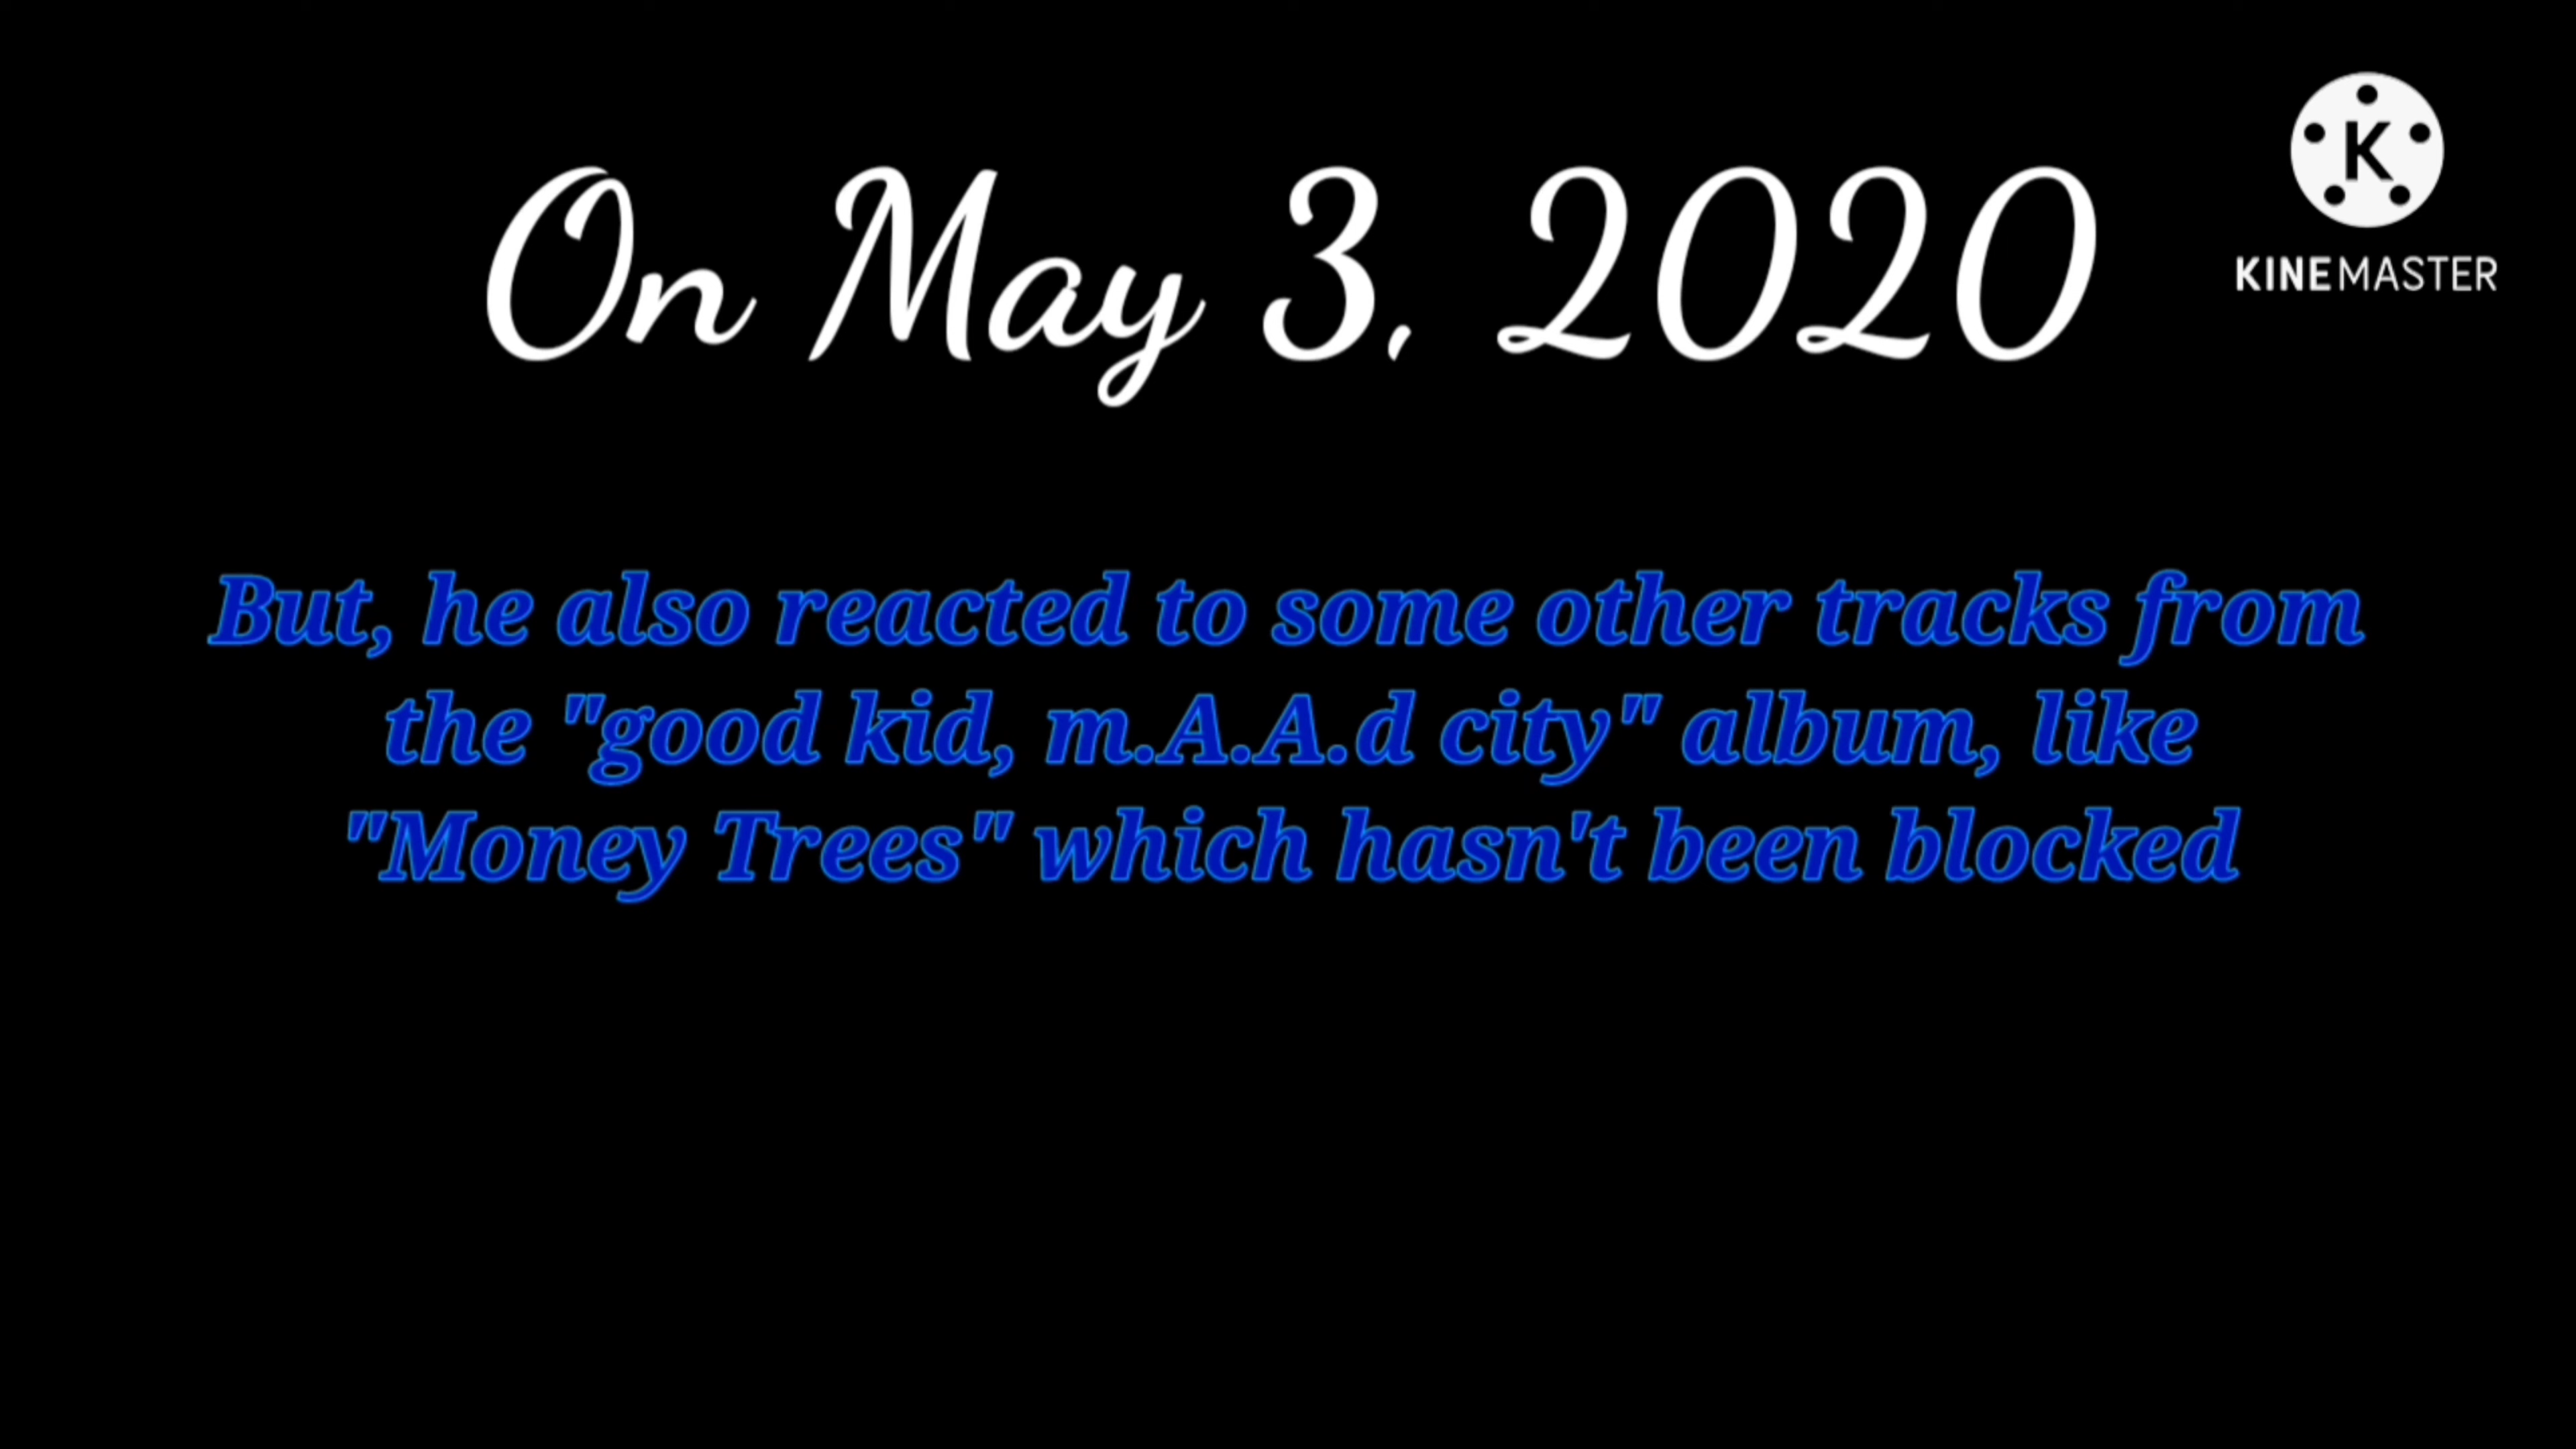 On May 3, 2020
K
KINEMASTER
But, he also reacted to some other tracks from
the "good kid, m.A.A.d city" album, like
"Money Trees" which hasn't been blocked